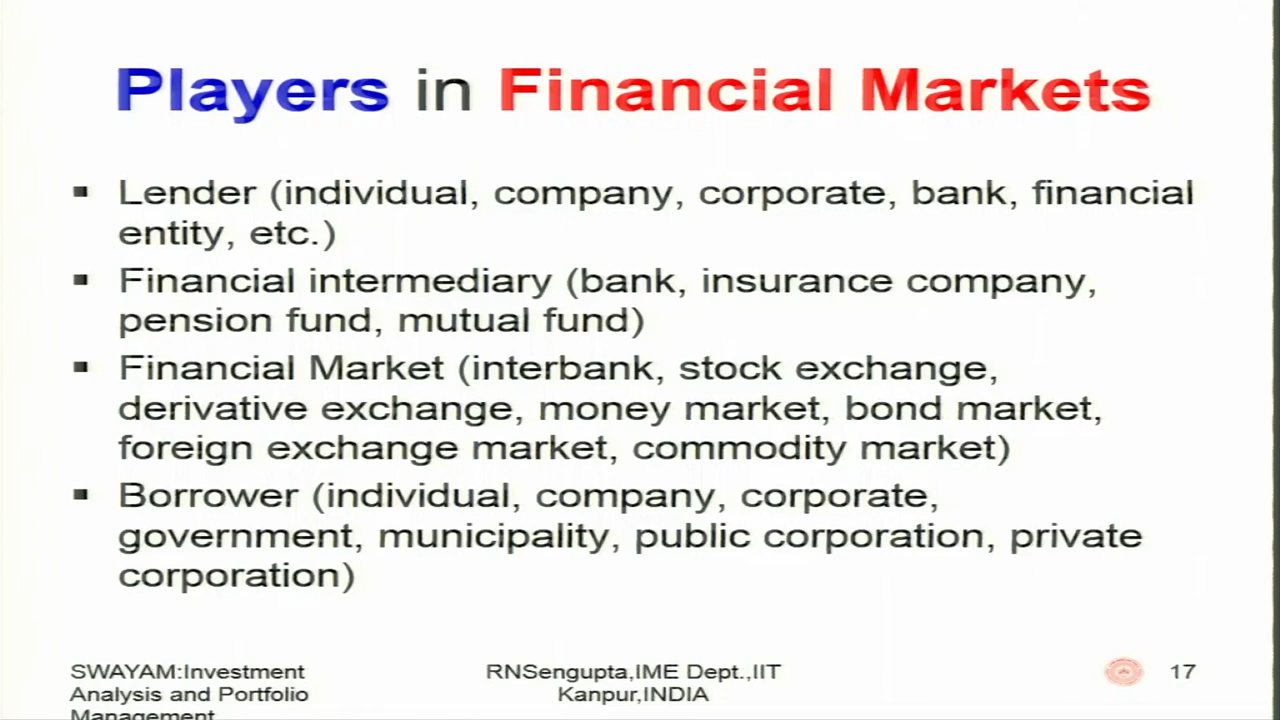 Players in Financial Markets
▪ Lender (individual, company, corporate, bank, financial
entity, etc.)
▪ Financial intermediary (bank, insurance company,
pension fund, mutual fund)
▪ Financial Market (interbank, stock exchange,
derivative exchange, money market, bond market,
foreign exchange market, commodity market)
▪ Borrower (individual, company, corporate,
government, municipality, public corporation, private
corporation)
SWAYAM:Investment
Analysis and Portfolio
Management
RNSengupta,IME Dept.,IIT
Kanpur,INDIA
17